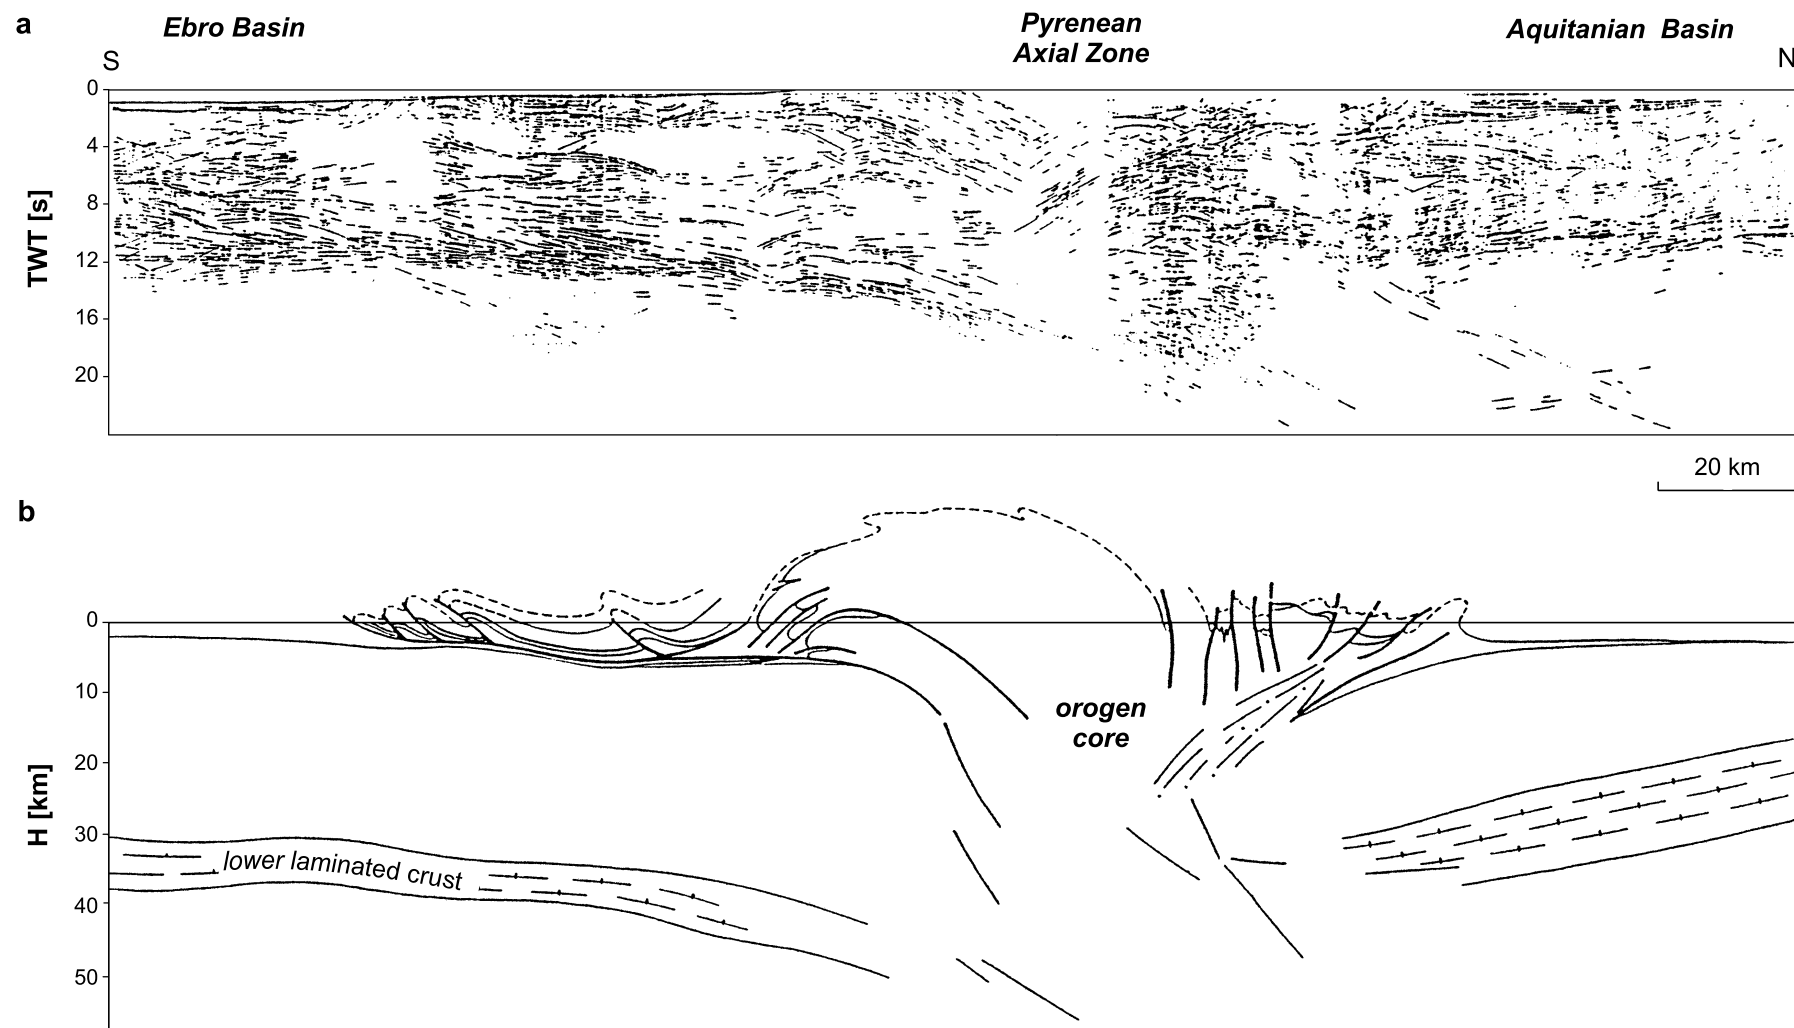 a
Ebro Basin
Pyrenean
Axial Zone
Aquitanian Basin
S
N
TWT [s]
0
4
8
12
16
20
20 km
b
H [km]
0
10
20
30
40
50
orogen
core
lower laminated crust